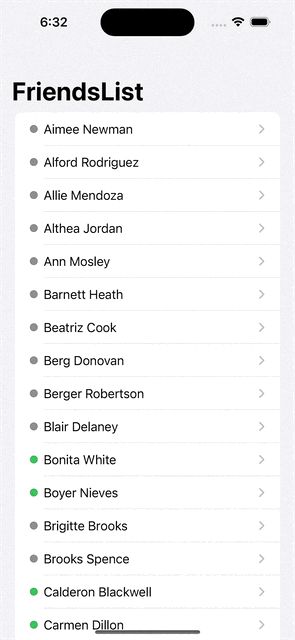 6:32
FriendsList
Aimee Newman
Alford Rodriguez
Allie Mendoza
Althea Jordan
Ann Mosley
Barnett Heath
Beatriz Cook
Berg Donovan
Berger Robertson
Blair Delaney
Bonita White
Boyer Nieves
Brigitte Brooks
Brooks Spence
Calderon Blackwell
Carmen Dillon